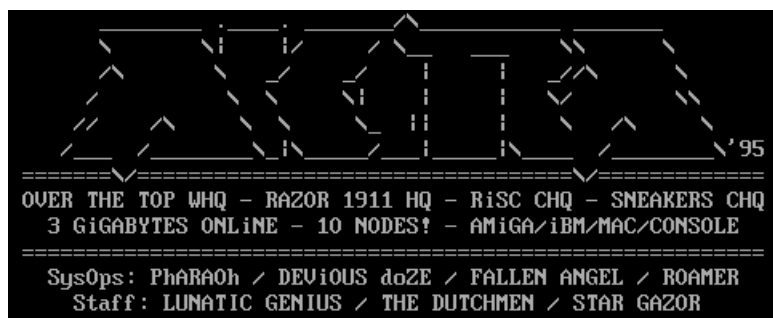 '95
OVER THE TOP WHQ - RAZOR 1911 HQ - RiSC CHQ - SNEAKERS CHQ
3 GiGABYTES ONLiNE - 10 NODES! - AMiGA/iBM/MAC/CONSOLE
SysOps: PhARAOh / DEViOUS doZE / FALLEN ANGEL / ROAMER
Staff: LUNATIC GENIUS / THE DUTCHMEN / STAR GAZOR